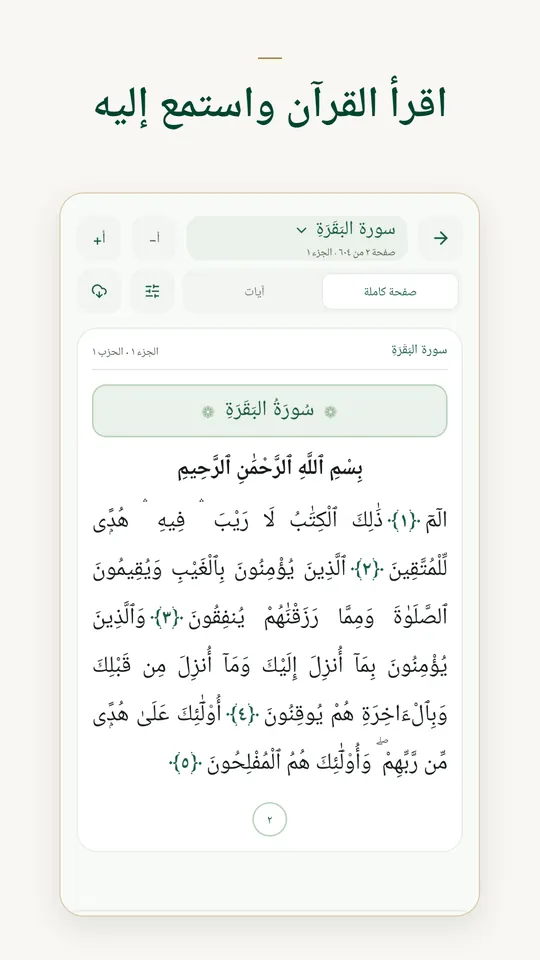 اقرأ القرآن واستمع إليه
سورة البَقَرَةِ
صفحة ٢ من ٦٠٤ · الجزء ١
أ−
أ+
صفحة كاملة
آيات
سورة البَقَرَةِ
الجزء ١ · الحزب ١
سُورَةُ البَقَرَةِ
بِسْمِ ٱللَّهِ ٱلرَّحْمَٰنِ ٱلرَّحِيمِ
الٓمٓ ﴿١﴾ ذَٰلِكَ ٱلْكِتَٰبُ لَا رَيْبَ ۛ فِيهِ ۛ هُدًى
لِّلْمُتَّقِينَ ﴿٢﴾ ٱلَّذِينَ يُؤْمِنُونَ بِٱلْغَيْبِ وَيُقِيمُونَ
ٱلصَّلَوٰةَ وَمِمَّا رَزَقْنَٰهُمْ يُنفِقُونَ ﴿٣﴾ وَٱلَّذِينَ
يُؤْمِنُونَ بِمَآ أُنزِلَ إِلَيْكَ وَمَآ أُنزِلَ مِن قَبْلِكَ
وَبِٱلْءَاخِرَةِ هُمْ يُوقِنُونَ ﴿٤﴾ أُو۟لَٰٓئِكَ عَلَىٰ هُدًى
مِّن رَّبِّهِمْ ۖ وَأُو۟لَٰٓئِكَ هُمُ ٱلْمُفْلِحُونَ ﴿٥﴾
٢